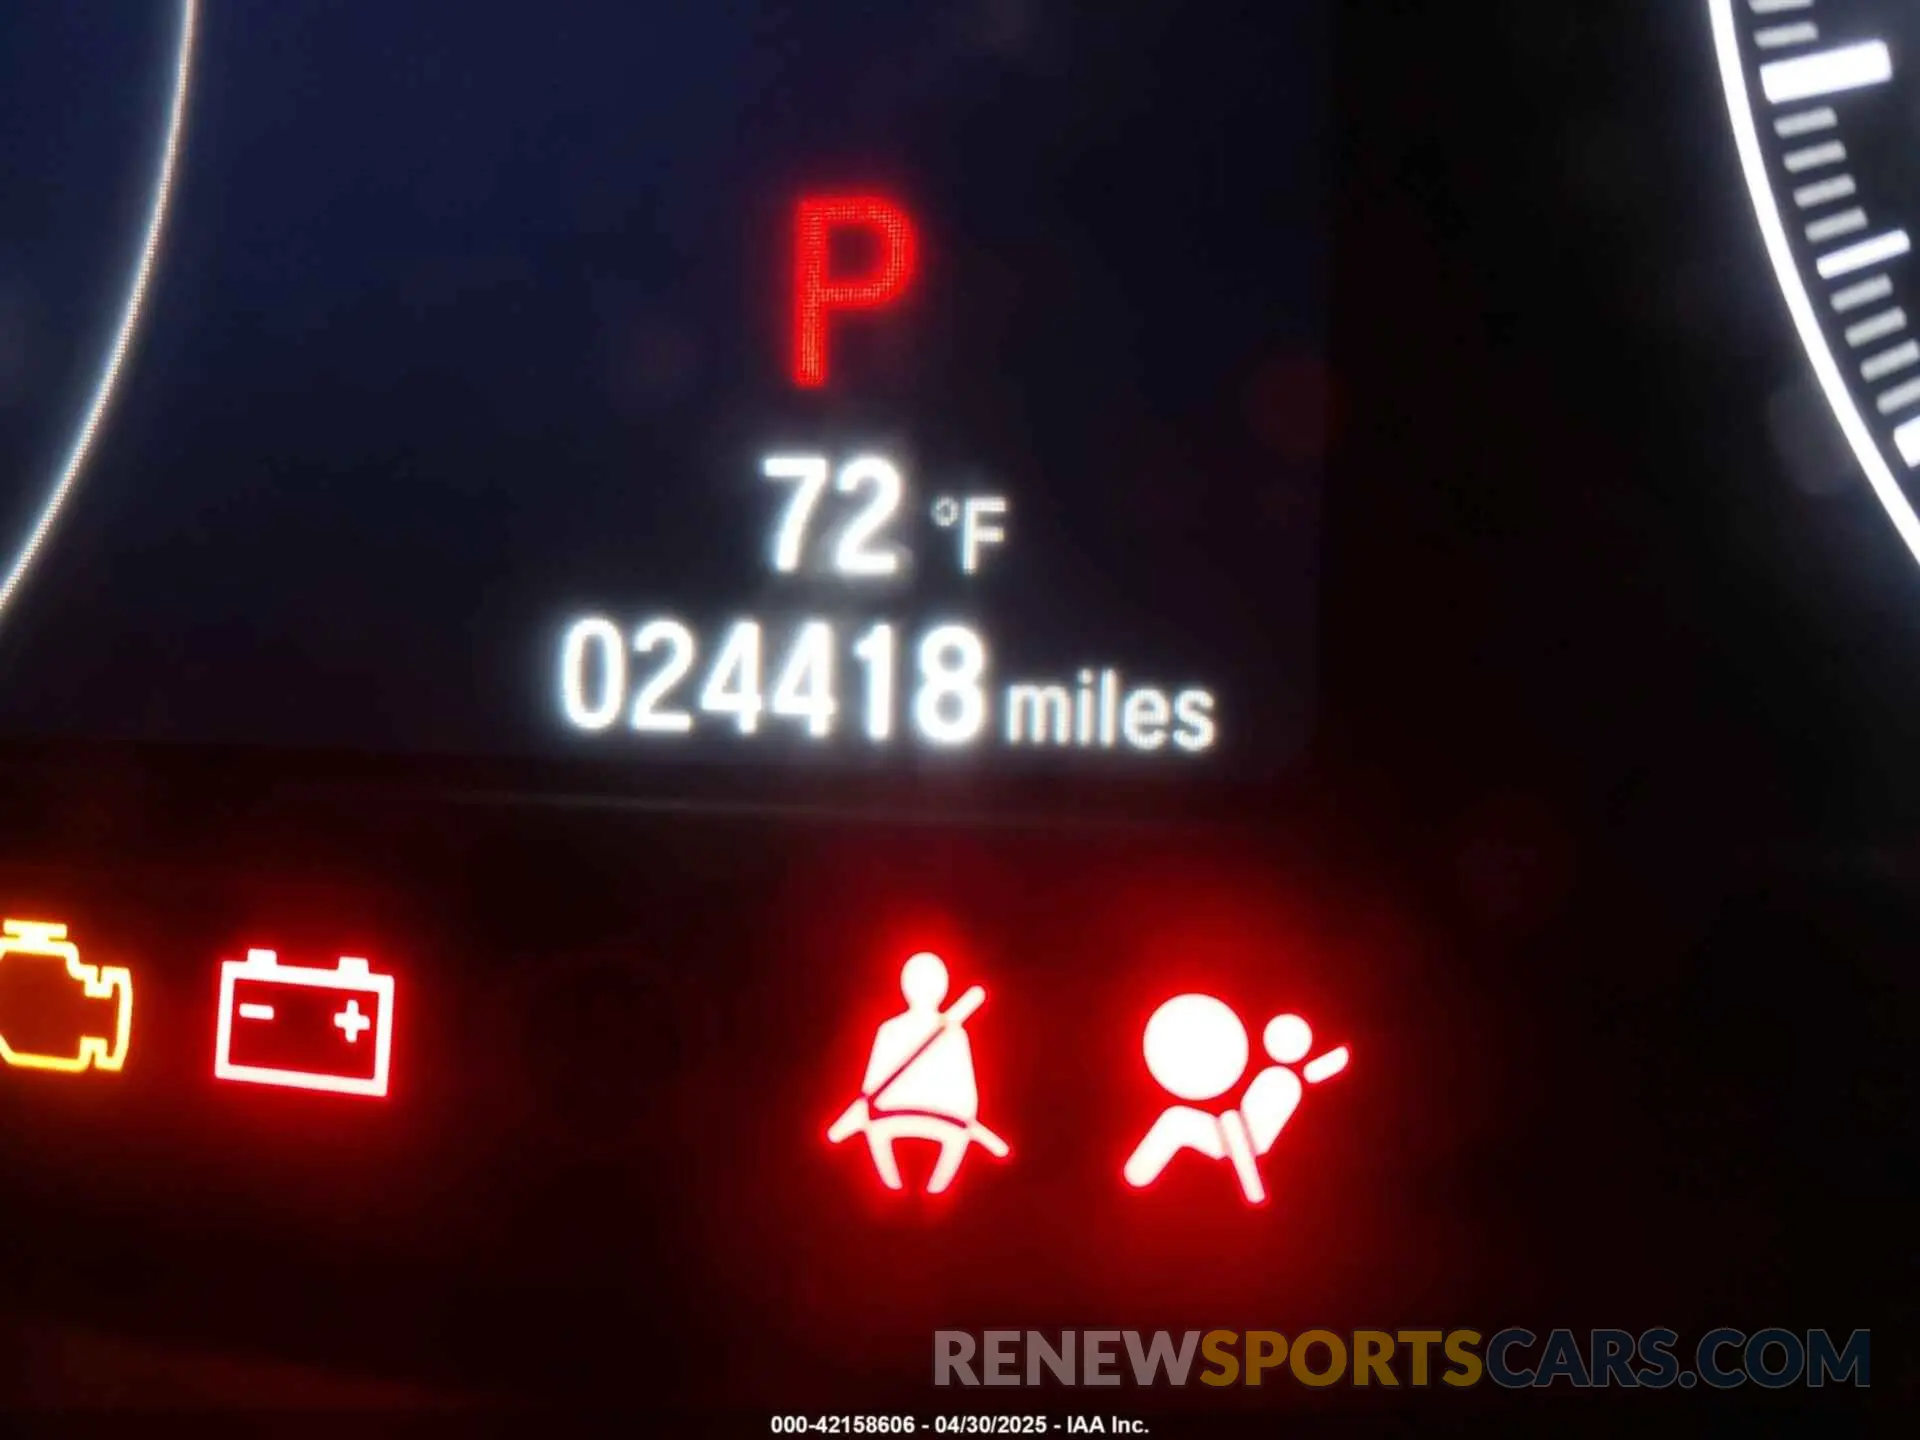 P
72 °F
024418 miles
RENEWSPORTSCARS.COM
000-42158606 - 04/30/2025 - IAA Inc.